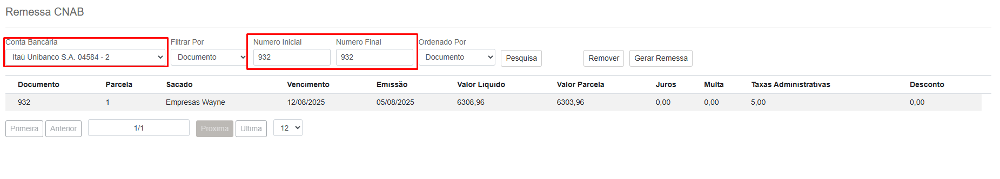 Remessa CNAB
Conta Bancária Filtrar Por Numero Inicial Numero Final Ordenado Por
Itaú Unibanco S.A. 04584 - 2 Documento 932 932 Documento Pesquisa Remover Gerar Remessa
Documento Parcela Sacado Vencimento Emissão Valor Liquido Valor Parcela Juros Multa Taxas Administrativas Desconto
932 1 Empresas Wayne 12/08/2025 05/08/2025 6308,96 6303,96 0,00 0,00 5,00 0,00
Primeira Anterior 1/1 Proxima Ultima 12